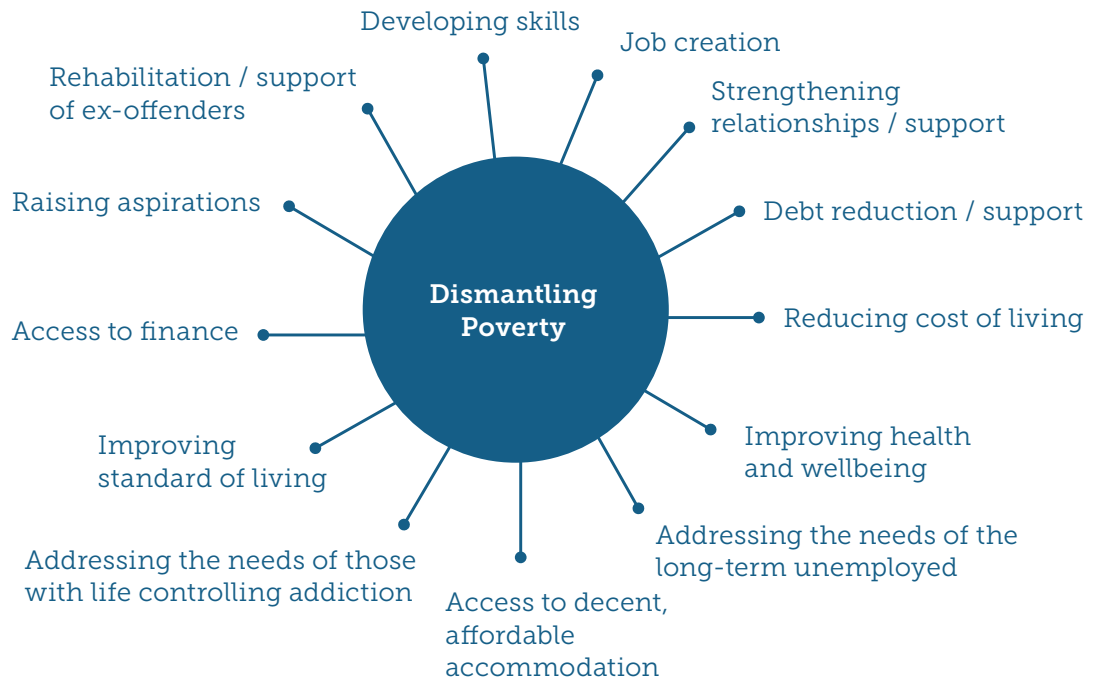 Developing skills
Job creation
Rehabilitation / support
of ex-offenders
Strengthening
relationships / support
Raising aspirations
Debt reduction / support
Dismantling
Poverty
Access to finance
Reducing cost of living
Improving
standard of living
Improving health
and wellbeing
Addressing the needs of those
with life controlling addiction
Addressing the needs of the
long-term unemployed
Access to decent,
affordable
accommodation